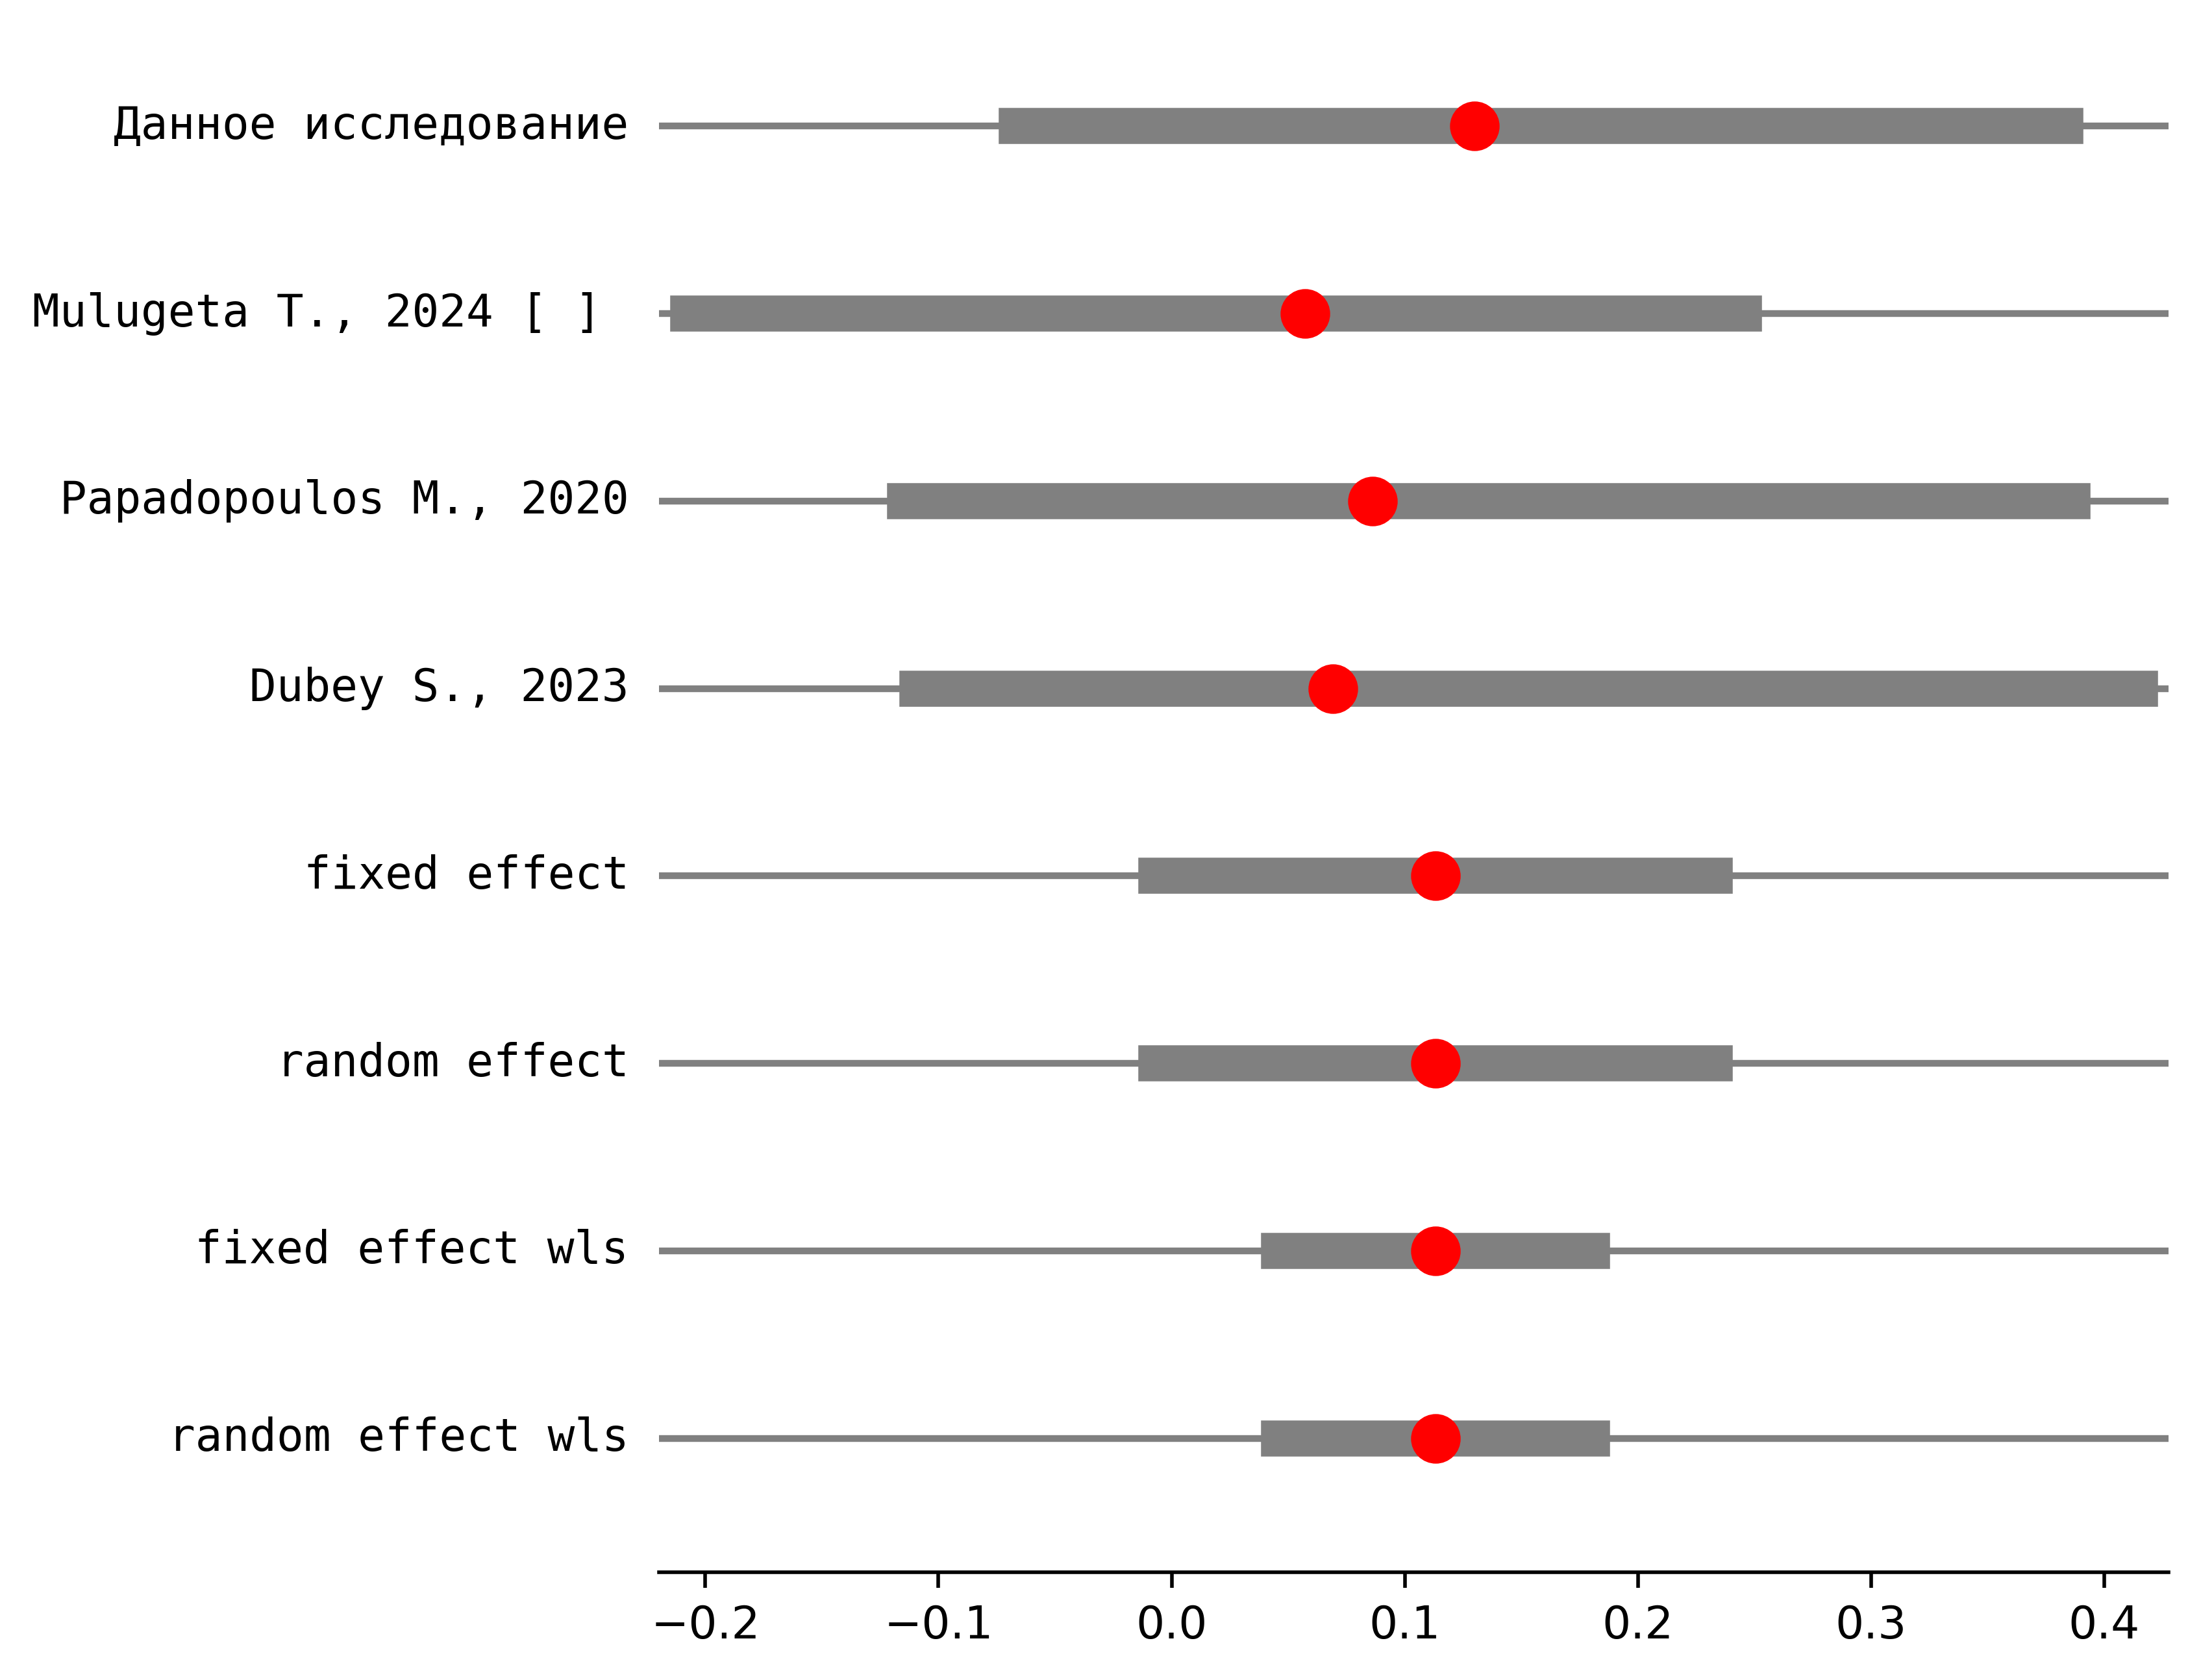 Данное исследование
Mulugeta T., 2024 [ ]
Papadopoulos M., 2020
Dubey S., 2023
fixed effect
random effect
fixed effect wls
random effect wls
−0.2 −0.1 0.0 0.1 0.2 0.3 0.4